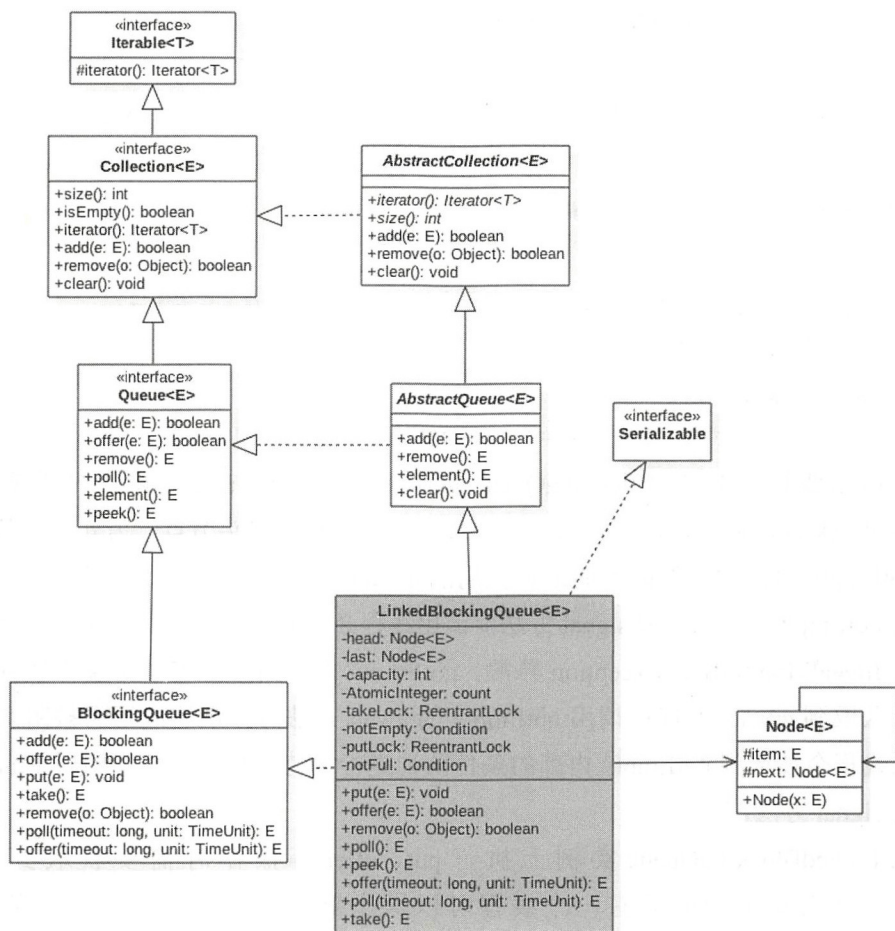 «interface»
Iterable<T>
#iterator(): Iterator<T>
«interface»
Collection<E>
+size(): int
+isEmpty(): boolean
+iterator(): Iterator<T>
+add(e: E): boolean
+remove(o: Object): boolean
+clear(): void
AbstractCollection<E>
+iterator(): Iterator<T>
+size(): int
+add(e: E): boolean
+remove(o: Object): boolean
+clear(): void
«interface»
Queue<E>
+add(e: E): boolean
+offer(e: E): boolean
+remove(): E
+poll(): E
+element(): E
+peek(): E
AbstractQueue<E>
+add(e: E): boolean
+remove(): E
+element(): E
+clear(): void
«interface»
Serializable
LinkedBlockingQueue<E>
-head: Node<E>
-last: Node<E>
-capacity: int
-AtomicInteger: count
-takeLock: ReentrantLock
-notEmpty: Condition
-putLock: ReentrantLock
-notFull: Condition
+put(e: E): void
+offer(e: E): boolean
+remove(o: Object): boolean
+poll(): E
+peek(): E
+offer(timeout: long, unit: TimeUnit): E
+poll(timeout: long, unit: TimeUnit): E
+take(): E
«interface»
BlockingQueue<E>
+add(e: E): boolean
+offer(e: E): boolean
+put(e: E): void
+take(): E
+remove(o: Object): boolean
+poll(timeout: long, unit: TimeUnit): E
+offer(timeout: long, unit: TimeUnit): E
Node<E>
#item: E
#next: Node<E>
+Node(x: E)